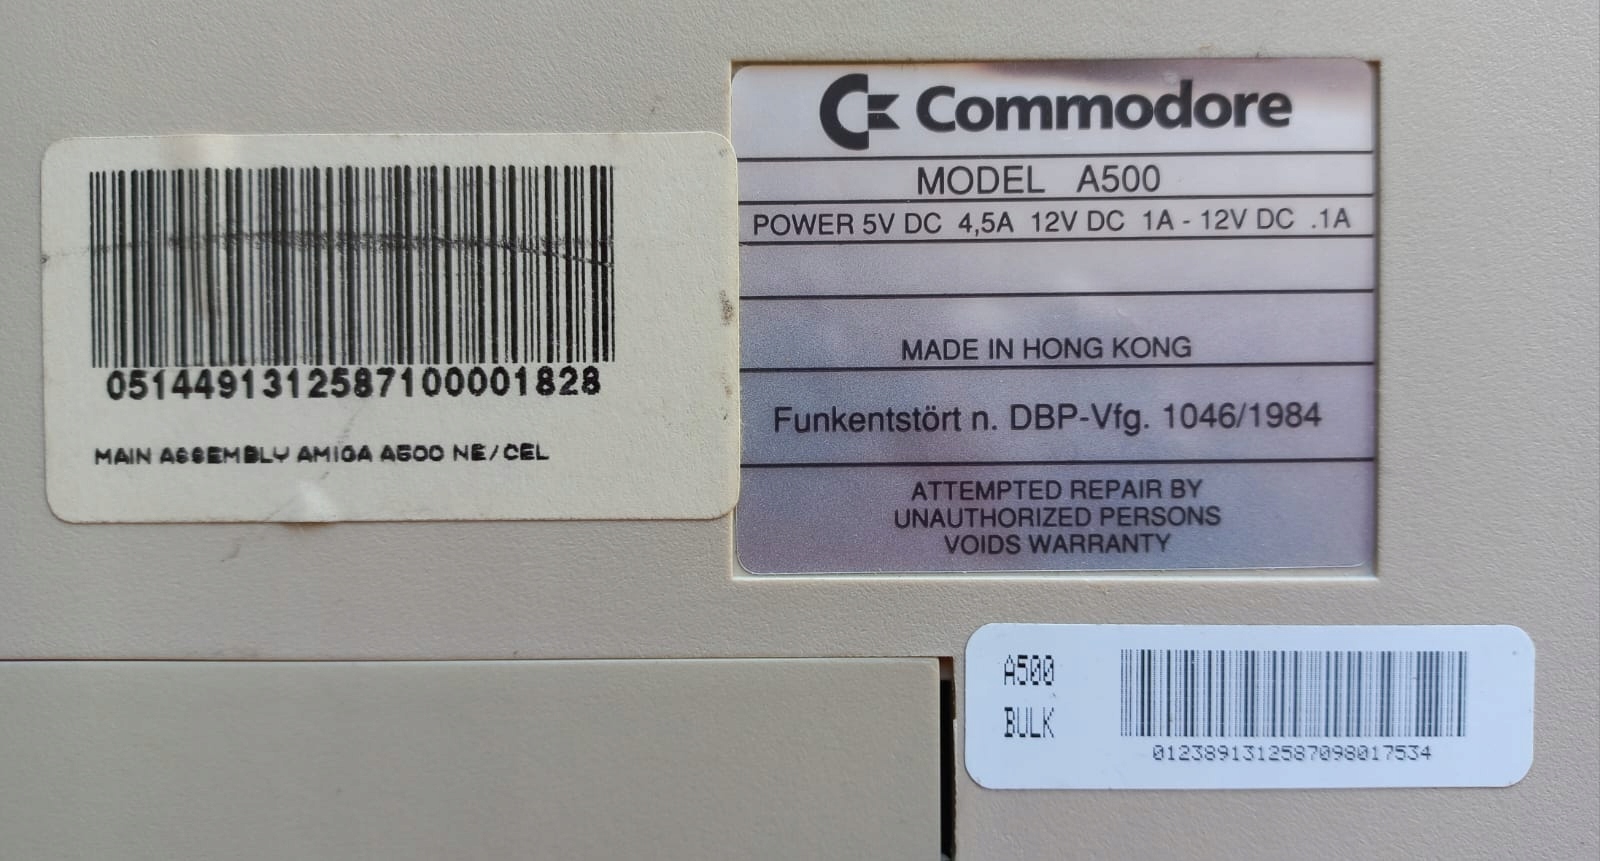 Commodore
MODEL A500
POWER 5V DC 4,5A 12V DC 1A - 12V DC .1A
MADE IN HONG KONG
Funkentstört n. DBP-Vfg. 1046/1984
ATTEMPTED REPAIR BY
UNAUTHORIZED PERSONS
VOIDS WARRANTY
0514491312587100001828
MAIN ASSEMBLY AMIGA A500 NE/CEL
A500
BULK
0123891312587098017534